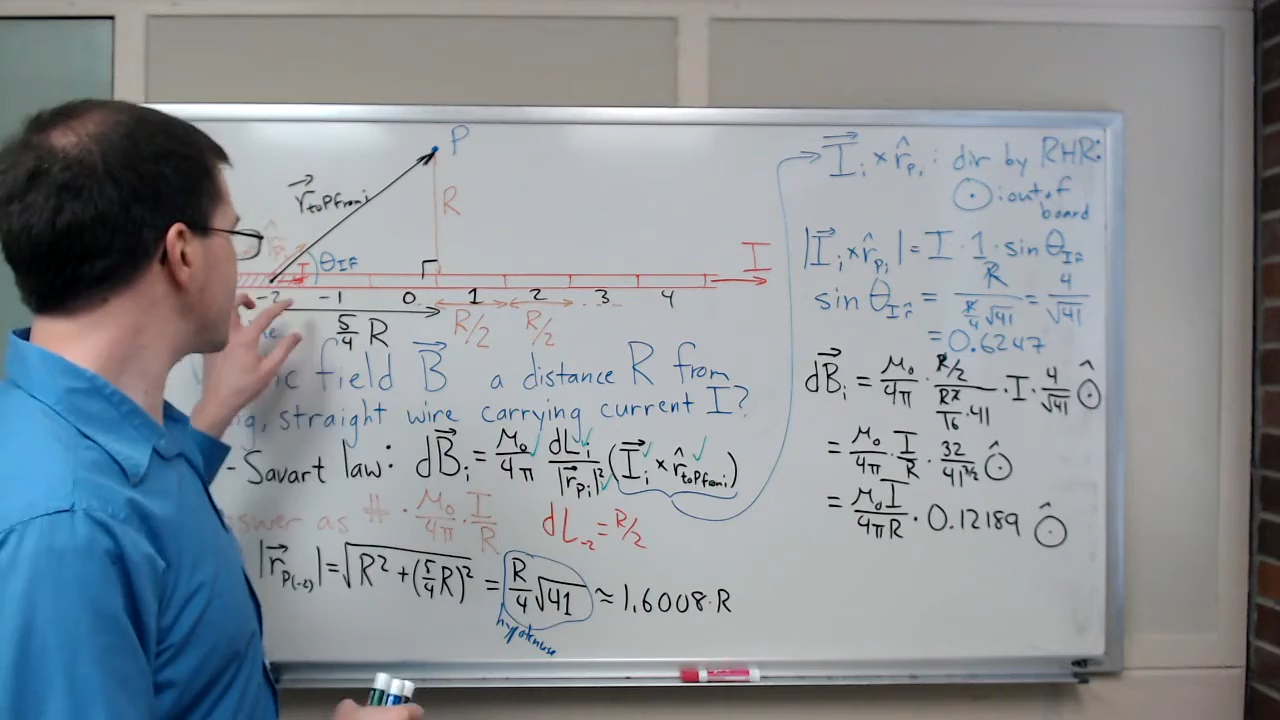 P
r⃗ toPfromi
R
I θIr̂ I
-2 -1 0 1 2 3 4
5/4 R R/2 R/2
ic field B⃗ a distance R from
g, straight wire carrying current I?
-Savart law: dB⃗i = μ₀/4π dLi/|r⃗Pi|² (I⃗i × r̂toPfromi)
swer as # · μ₀/4π I/R dL-2 = R/2
|r⃗P(-2)| = √(R² + (5/4 R)²) = R/4 √41 ≈ 1.6008·R
hypotenuse
I⃗i × r̂Pi : dir by RHR:
⊙ : out of
board
|I⃗i × r̂Pi| = I · 1 · sin θIr̂
sin θIr̂ = R/(R/4 √41) = 4/√41
= 0.6247
dB⃗i = μ₀/4π · (R/2)/(R²/16 · 41) · I · 4/√41 ⊙̂
= μ₀/4π · I/R · 32/41^(3/2) ⊙̂
= μ₀I/4πR · 0.12189 ⊙̂